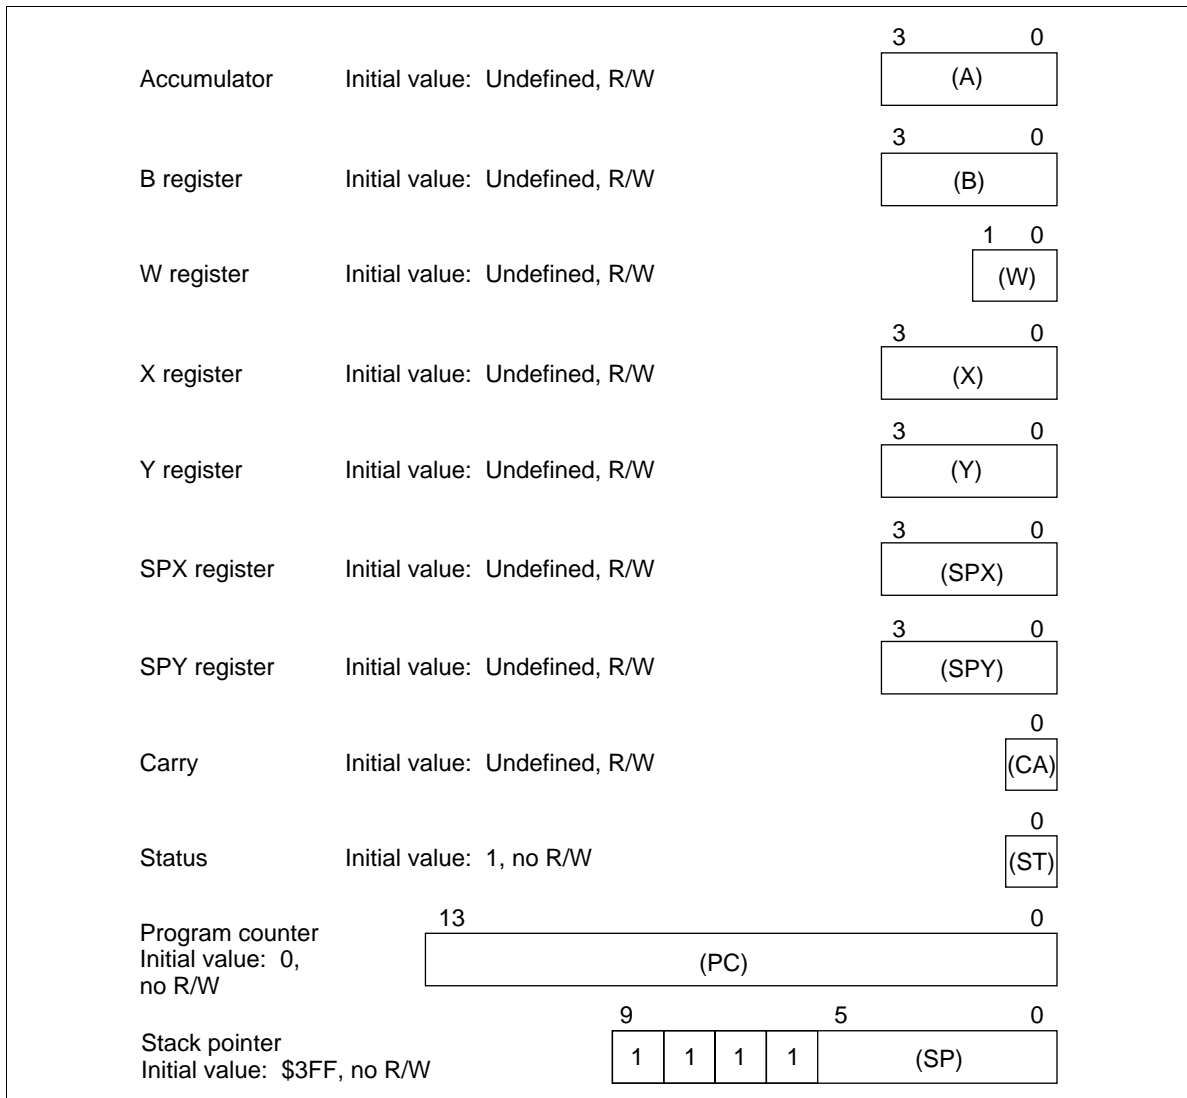 3 0
Accumulator Initial value: Undefined, R/W (A)
3 0
B register Initial value: Undefined, R/W (B)
1 0
W register Initial value: Undefined, R/W (W)
3 0
X register Initial value: Undefined, R/W (X)
3 0
Y register Initial value: Undefined, R/W (Y)
3 0
SPX register Initial value: Undefined, R/W (SPX)
3 0
SPY register Initial value: Undefined, R/W (SPY)
0
Carry Initial value: Undefined, R/W (CA)
0
Status Initial value: 1, no R/W (ST)
13 0
Program counter
Initial value: 0, (PC)
no R/W
9 5 0
Stack pointer
1 1 1 1 (SP)
Initial value: $3FF, no R/W